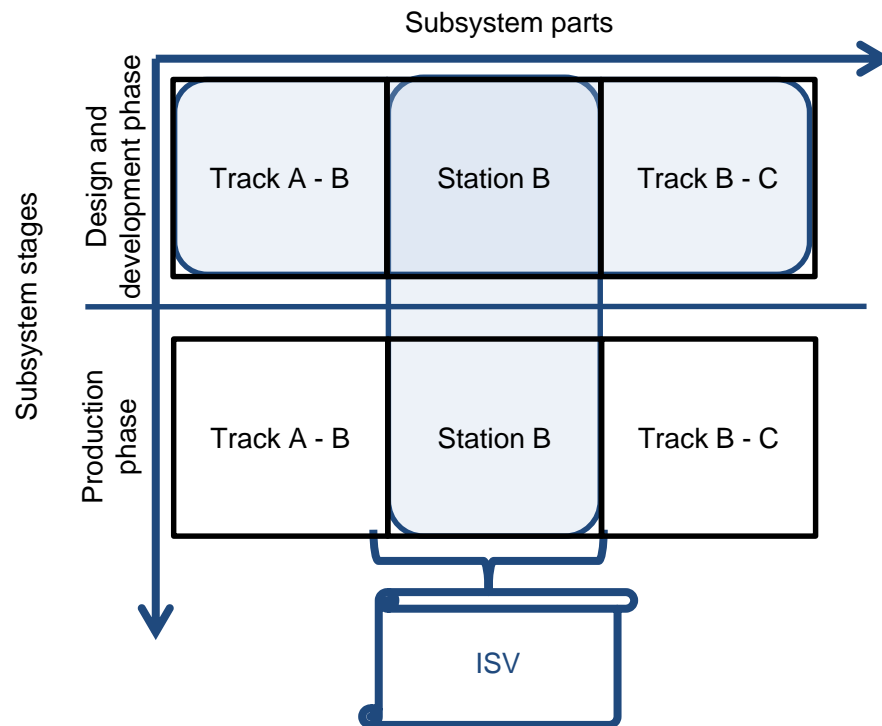 Subsystem parts
Subsystem stages
Design and
development phase
Track A - B
Station B
Track B - C
Production
phase
Track A - B
Station B
Track B - C
ISV